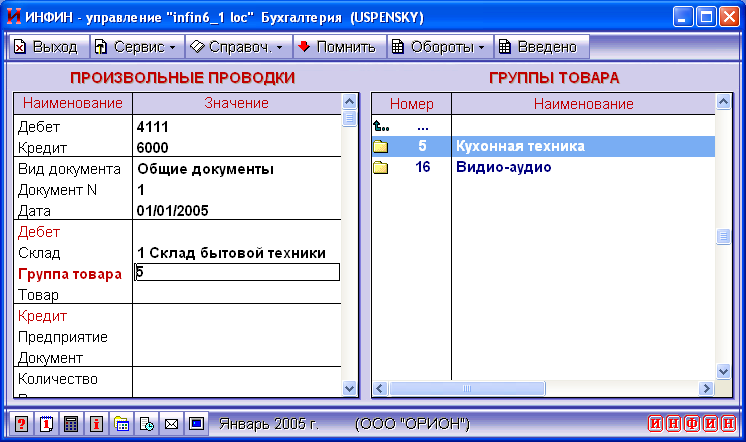 ИНФИН - управление "infin6_1 loc" Бухгалтерия (USPENSKY)
Выход Сервис Справоч. Помнить Обороты Введено
ПРОИЗВОЛЬНЫЕ ПРОВОДКИ
Наименование Значение
Дебет 4111
Кредит 6000
Вид документа Общие документы
Документ N 1
Дата 01/01/2005
Дебет
Склад 1 Склад бытовой техники
Группа товара 5
Товар
Кредит
Предприятие
Документ
Количество
ГРУППЫ ТОВАРА
Номер Наименование
...
5 Кухонная техника
16 Видио-аудио
Январь 2005 г. (ООО "ОРИОН")
ИНФИН